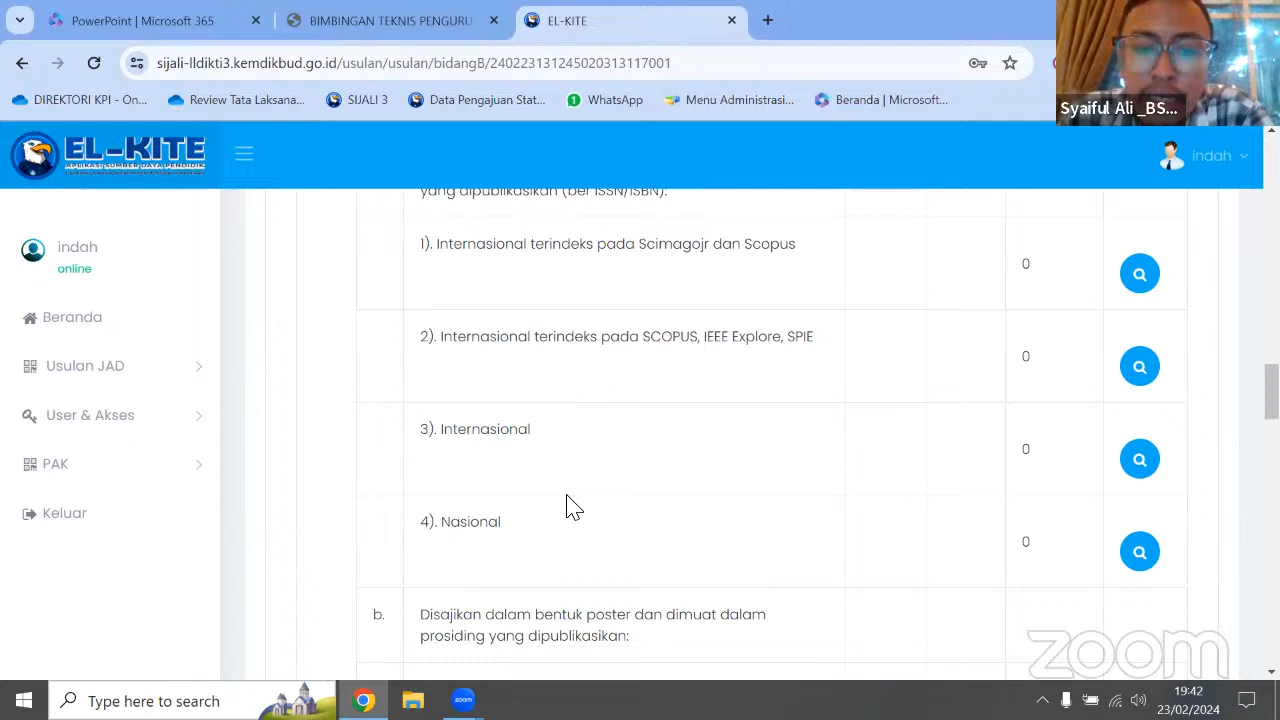 PowerPoint | Microsoft 365
BIMBINGAN TEKNIS PENGURU
EL-KITE
sijali-lldikti3.kemdikbud.go.id/usulan/usulan/bidangB/240223131245020313117001
DIREKTORI KPI - On...
Review Tata Laksana...
SIJALI 3
Data Pengajuan Stat...
WhatsApp
Menu Administrasi...
Beranda | Microsoft...
Syaiful Ali _BS...
EL-KITE
indah
yang dipublikasikan (ber ISSN/ISBN):
indah
online
Beranda
Usulan JAD
User & Akses
PAK
Keluar
1). Internasional terindeks pada Scimagojr dan Scopus
0
2). Internasional terindeks pada SCOPUS, IEEE Explore, SPIE
0
3). Internasional
0
4). Nasional
0
b. Disajikan dalam bentuk poster dan dimuat dalam
prosiding yang dipublikasikan:
zoom
Type here to search
zoom
19:42
23/02/2024